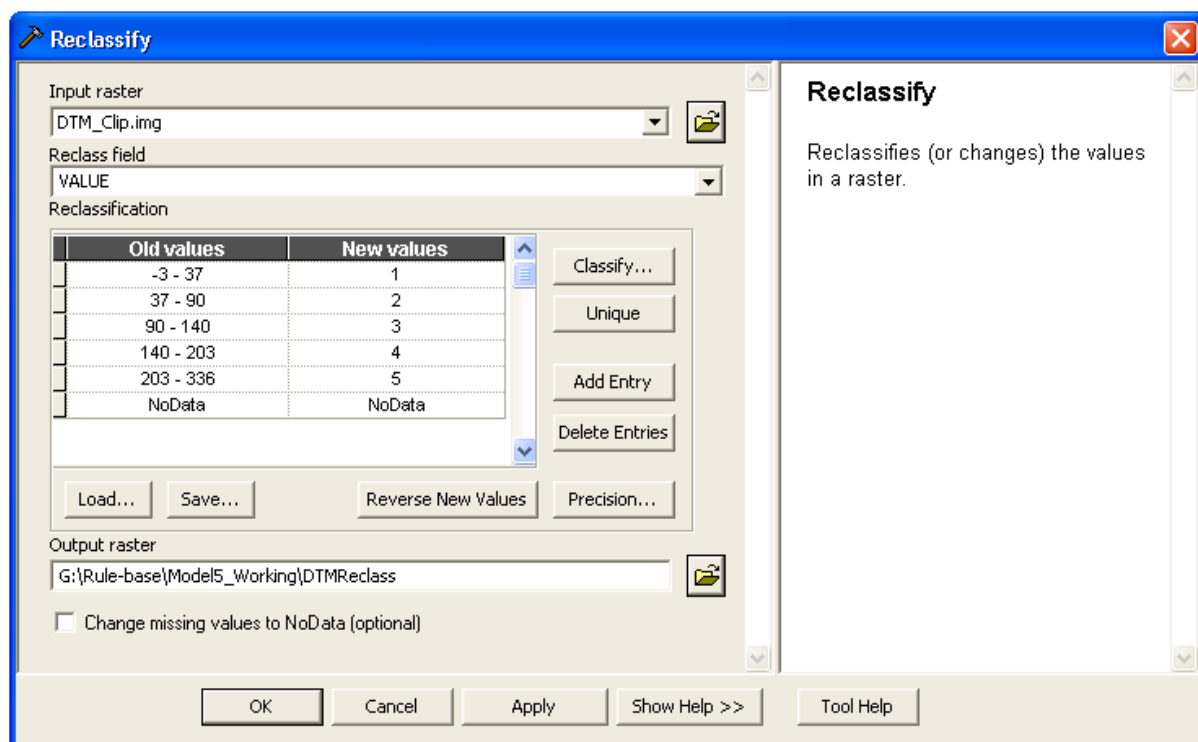 Reclassify
Input raster
DTM_Clip.img
Reclass field
VALUE
Reclassification
Old values New values
-3 - 37 1
37 - 90 2
90 - 140 3
140 - 203 4
203 - 336 5
NoData NoData
Classify...
Unique
Add Entry
Delete Entries
Load... Save... Reverse New Values Precision...
Output raster
G:\Rule-base\Model5_Working\DTMReclass
Change missing values to NoData (optional)
OK Cancel Apply Show Help >> Tool Help
Reclassify
Reclassifies (or changes) the values
in a raster.